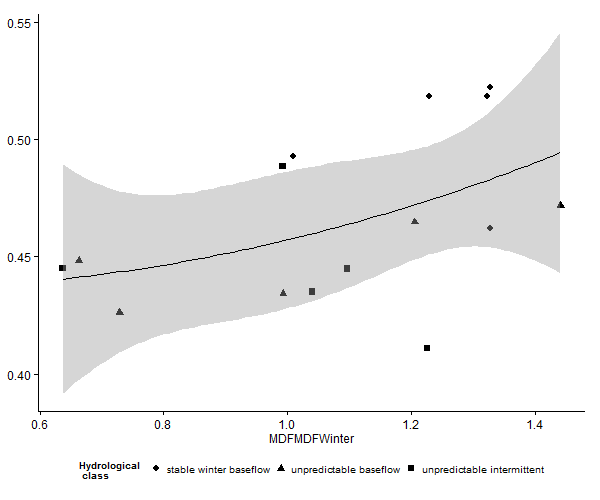 0.55
0.50
0.45
0.40
0.6 0.8 1.0 1.2 1.4
MDFMDFWinter
Hydrological
class
stable winter baseflow unpredictable baseflow unpredictable intermittent